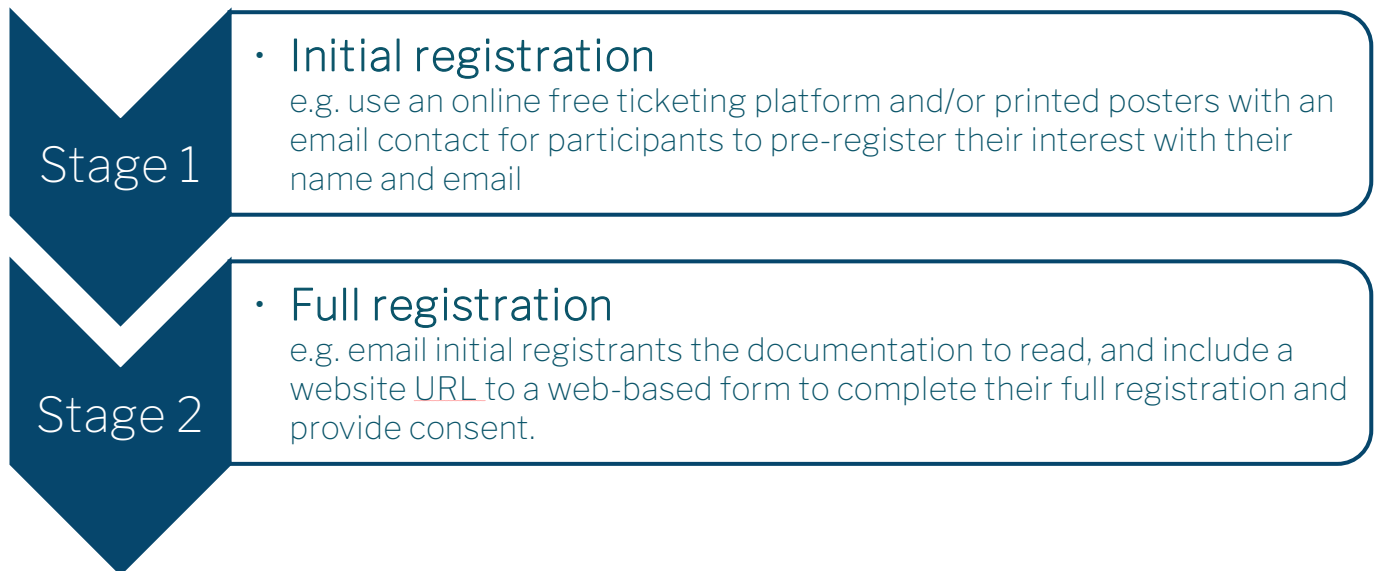 Stage 1
• Initial registration
e.g. use an online free ticketing platform and/or printed posters with an
email contact for participants to pre-register their interest with their
name and email
Stage 2
• Full registration
e.g. email initial registrants the documentation to read, and include a
website URL to a web-based form to complete their full registration and
provide consent.